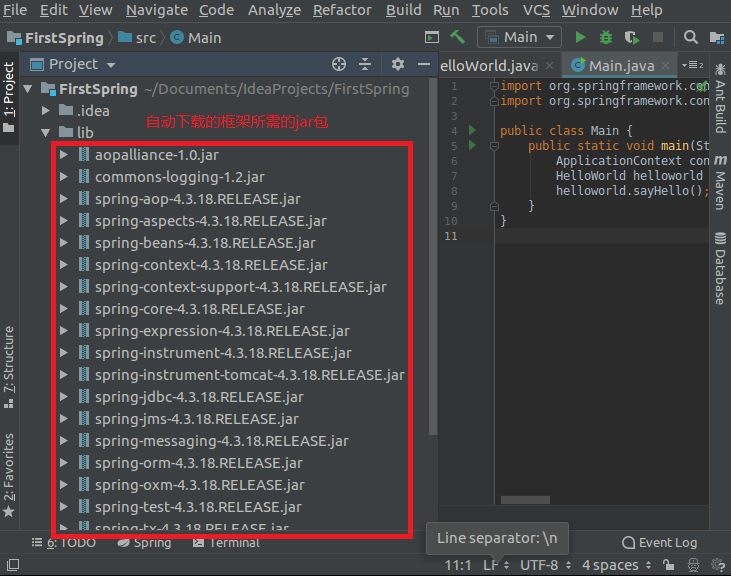 File Edit View Navigate Code Analyze Refactor Build Run Tools VCS Window Help
FirstSpring src Main Main
1: Project
Project
elloWorld.java Main.java 2
FirstSpring ~/Documents/IdeaProjects/FirstSpring
.idea
自动下载的框架所需的jar包
lib
aopalliance-1.0.jar
commons-logging-1.2.jar
spring-aop-4.3.18.RELEASE.jar
spring-aspects-4.3.18.RELEASE.jar
spring-beans-4.3.18.RELEASE.jar
spring-context-4.3.18.RELEASE.jar
spring-context-support-4.3.18.RELEASE.jar
spring-core-4.3.18.RELEASE.jar
spring-expression-4.3.18.RELEASE.jar
spring-instrument-4.3.18.RELEASE.jar
spring-instrument-tomcat-4.3.18.RELEASE.jar
spring-jdbc-4.3.18.RELEASE.jar
spring-jms-4.3.18.RELEASE.jar
spring-messaging-4.3.18.RELEASE.jar
spring-orm-4.3.18.RELEASE.jar
spring-oxm-4.3.18.RELEASE.jar
spring-test-4.3.18.RELEASE.jar
spring-tx-4.3.18.RELEASE.jar
1 import org.springframework.con
2 import org.springframework.con
3
4 public class Main {
5 public static void main(St
6 ApplicationContext con
7 HelloWorld helloworld
8 helloworld.sayHello();
9 }
10 }
11
Ant Build
Maven
Database
7: Structure
2: Favorites
6: TODO Spring Terminal
Line separator: \n
Event Log
11:1 LF UTF-8 4 spaces